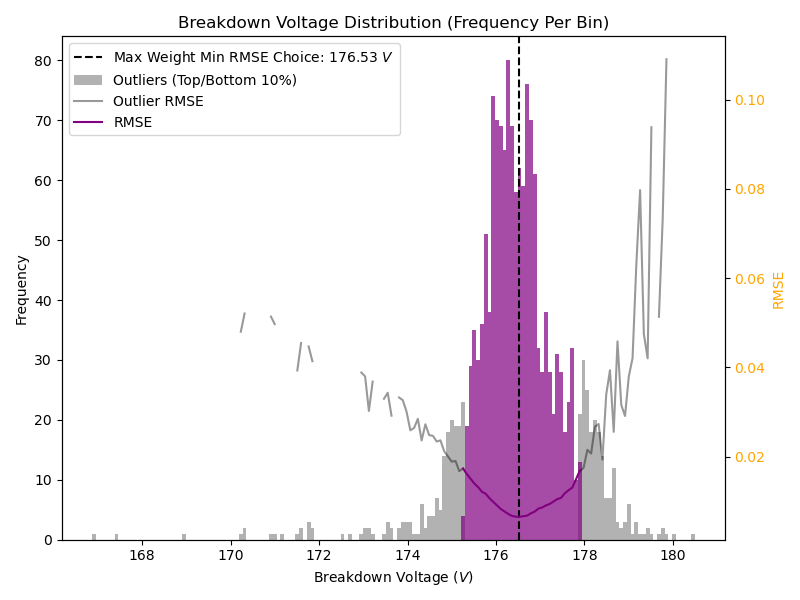 Breakdown Voltage Distribution (Frequency Per Bin)
Max Weight Min RMSE Choice: 176.53 V
Outliers (Top/Bottom 10%)
Outlier RMSE
RMSE
80
70
60
50
40
30
20
10
0
Frequency
0.10
0.08
0.06
0.04
0.02
RMSE
168 170 172 174 176 178 180
Breakdown Voltage (V)